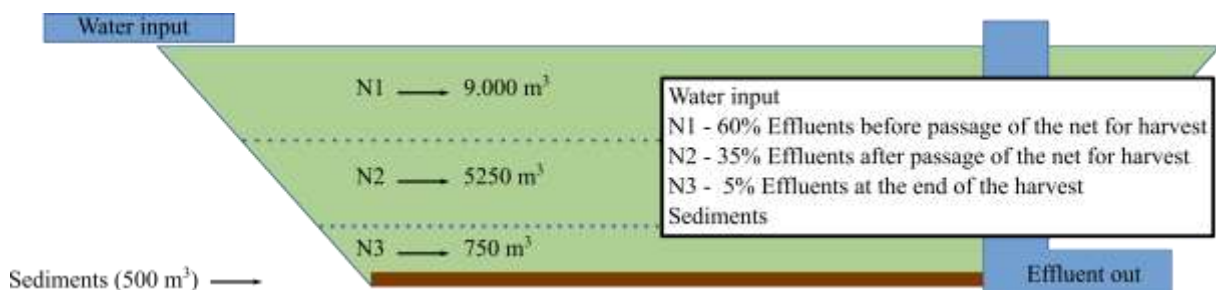 Water input
N1 → 9.000 m³
Water input
N1 - 60% Effluents before passage of the net for harvest
N2 - 35% Effluents after passage of the net for harvest
N3 - 5% Effluents at the end of the harvest
Sediments
N2 → 5250 m³
N3 → 750 m³
Sediments (500 m³) →
Effluent out